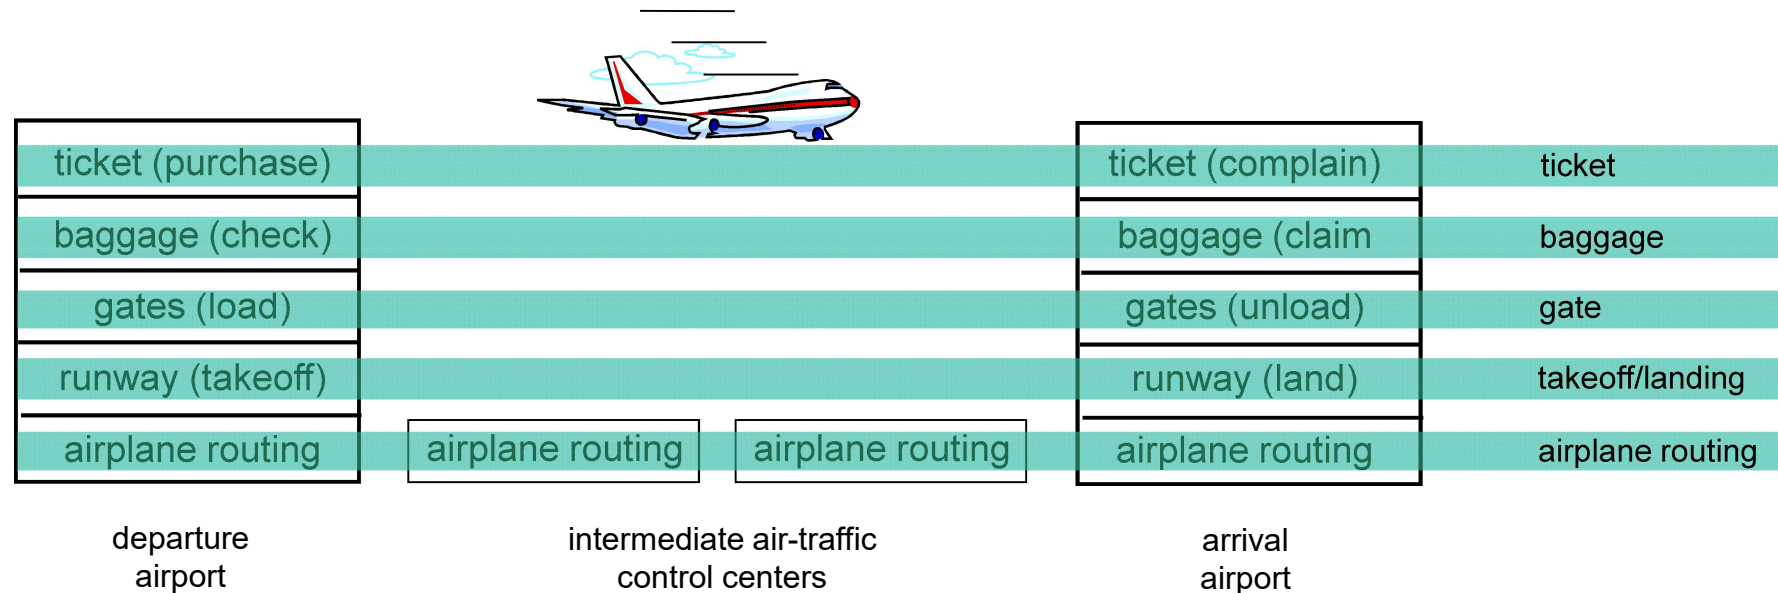 ticket (purchase)
ticket (complain)
ticket
baggage (check)
baggage (claim
baggage
gates (load)
gates (unload)
gate
runway (takeoff)
runway (land)
takeoff/landing
airplane routing
airplane routing
airplane routing
airplane routing
airplane routing
departure
airport
intermediate air-traffic
control centers
arrival
airport